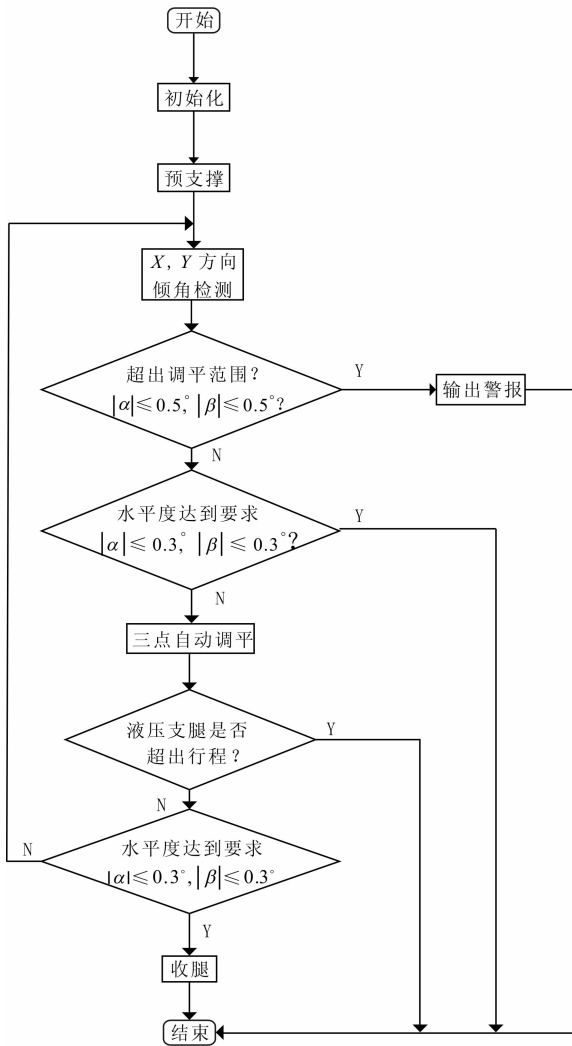 开始
初始化
预支撑
X, Y 方向
倾角检测
超出调平范围?
|α|≤0.5,° |β|≤0.5°?
Y
输出警报
N
水平度达到要求
|α|≤0.3,° |β|≤0.3°?
Y
N
三点自动调平
液压支腿是否
超出行程?
Y
N
水平度达到要求
|α|≤0.3°,|β|≤0.3°
N
Y
收腿
结束